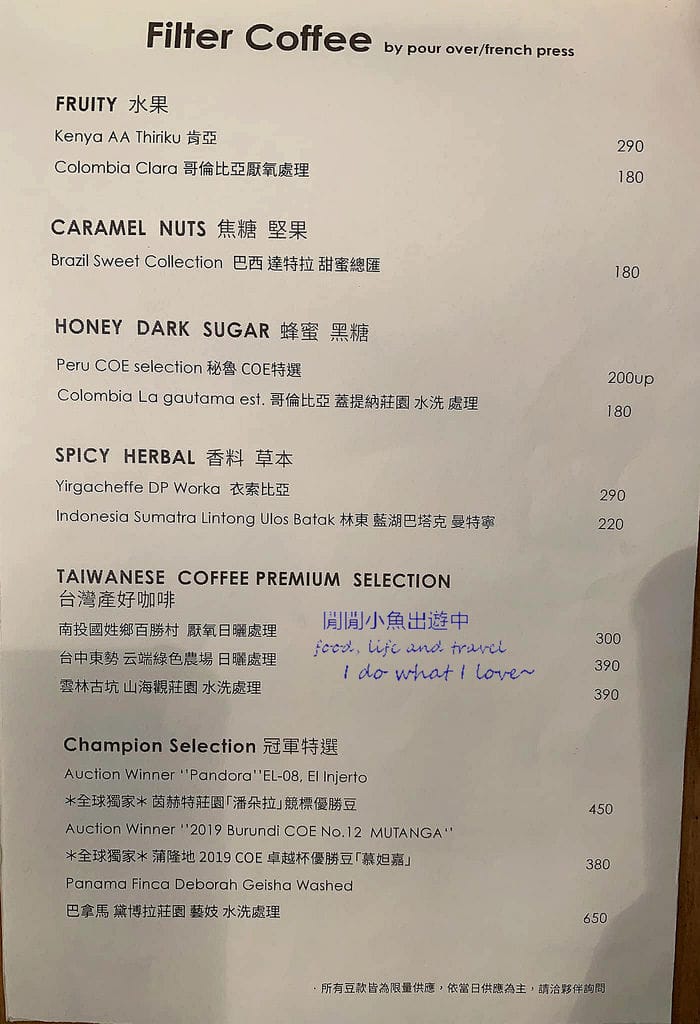 Filter Coffee by pour over/french press
FRUITY 水果
Kenya AA Thiriku 肯亞 290
Colombia Clara 哥倫比亞厭氧處理 180
CARAMEL NUTS 焦糖 堅果
Brazil Sweet Collection 巴西 達特拉 甜蜜總匯 180
HONEY DARK SUGAR 蜂蜜 黑糖
Peru COE selection 秘魯 COE特選 200up
Colombia La gautama est. 哥倫比亞 蓋提納莊園 水洗 處理 180
SPICY HERBAL 香料 草本
Yirgacheffe DP Worka 衣索比亞 290
Indonesia Sumatra Lintong Ulos Batak 林東 藍湖巴塔克 曼特寧 220
TAIWANESE COFFEE PREMIUM SELECTION
台灣產好咖啡
南投國姓鄉百勝村 厭氧日曬處理 300
台中東勢 云端綠色農場 日曬處理 390
雲林古坑 山海觀莊園 水洗處理 390
閒閒小魚出遊中
food, life and travel
I do what I love~
Champion Selection 冠軍特選
Auction Winner ''Pandora''EL-08, El Injerto
＊全球獨家＊ 茵赫特莊園「潘朵拉」競標優勝豆 450
Auction Winner ''2019 Burundi COE No.12 MUTANGA''
＊全球獨家＊ 蒲隆地 2019 COE 卓越杯優勝豆「慕妲嘉」 380
Panama Finca Deborah Geisha Washed
巴拿馬 黛博拉莊園 藝妓 水洗處理 650
·所有豆款皆為限量供應，依當日供應為主，請洽夥伴詢問